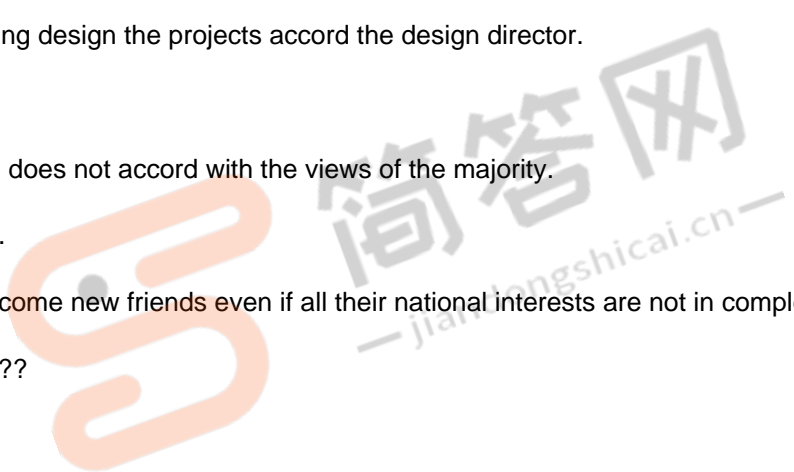 ng design the projects accord the design director.
does not accord with the views of the majority.
.
come new friends even if all their national interests are not in compl
??
简答网
jiandongshicai.cn